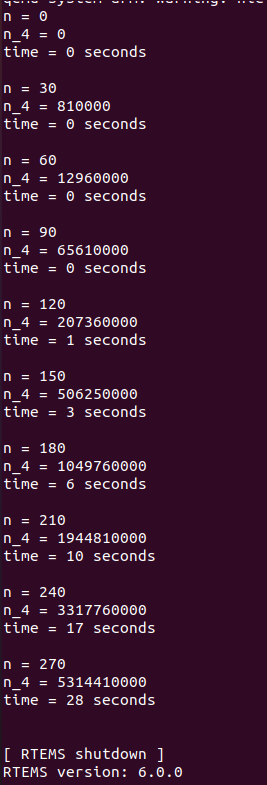 n = 0
n_4 = 0
time = 0 seconds
n = 30
n_4 = 810000
time = 0 seconds
n = 60
n_4 = 12960000
time = 0 seconds
n = 90
n_4 = 65610000
time = 0 seconds
n = 120
n_4 = 207360000
time = 1 seconds
n = 150
n_4 = 506250000
time = 3 seconds
n = 180
n_4 = 1049760000
time = 6 seconds
n = 210
n_4 = 1944810000
time = 10 seconds
n = 240
n_4 = 3317760000
time = 17 seconds
n = 270
n_4 = 5314410000
time = 28 seconds
[ RTEMS shutdown ]
RTEMS version: 6.0.0